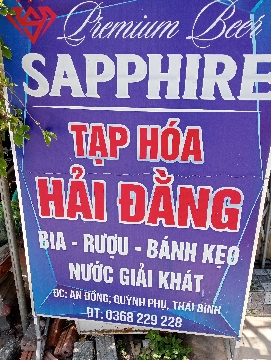 Premium Beer
SAPPHIRE
TẠP HÓA
HẢI ĐẰNG
BIA - RƯỢU - BÁNH KẸO
NƯỚC GIẢI KHÁT
ĐC: AN ĐỒNG, QUỲNH PHỤ, THÁI BÌNH
ĐT: 0368 229 228